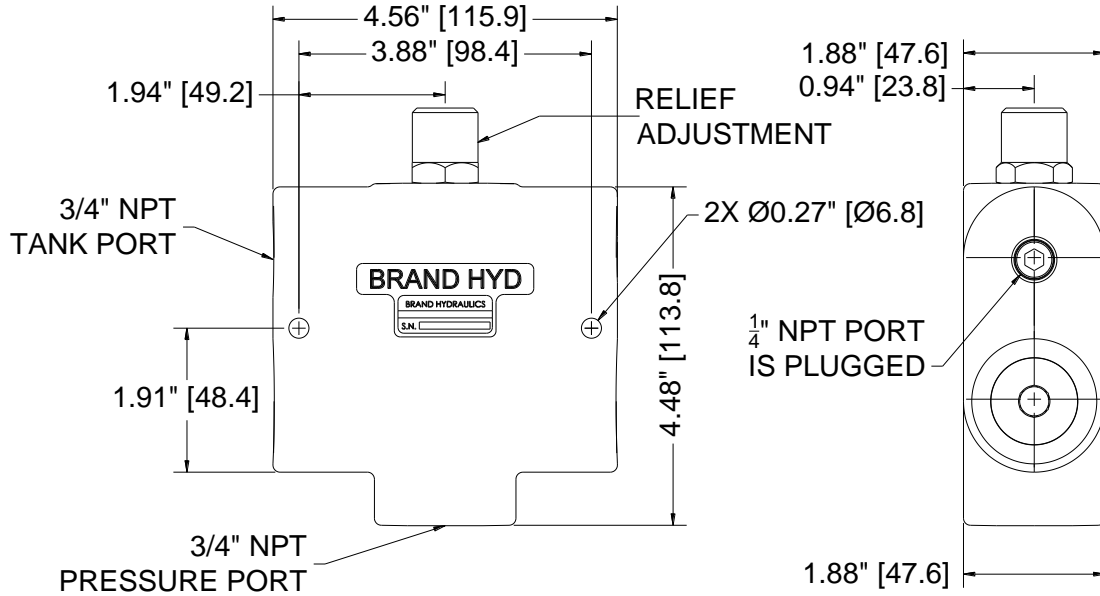 4.56" [115.9]
3.88" [98.4]
1.94" [49.2]
RELIEF
ADJUSTMENT
3/4" NPT
TANK PORT
2X Ø0.27" [Ø6.8]
BRAND HYD
BRAND HYDRAULICS
S.N.
1.91" [48.4]
4.48" [113.8]
3/4" NPT
PRESSURE PORT
1.88" [47.6]
0.94" [23.8]
1/4" NPT PORT
IS PLUGGED
1.88" [47.6]